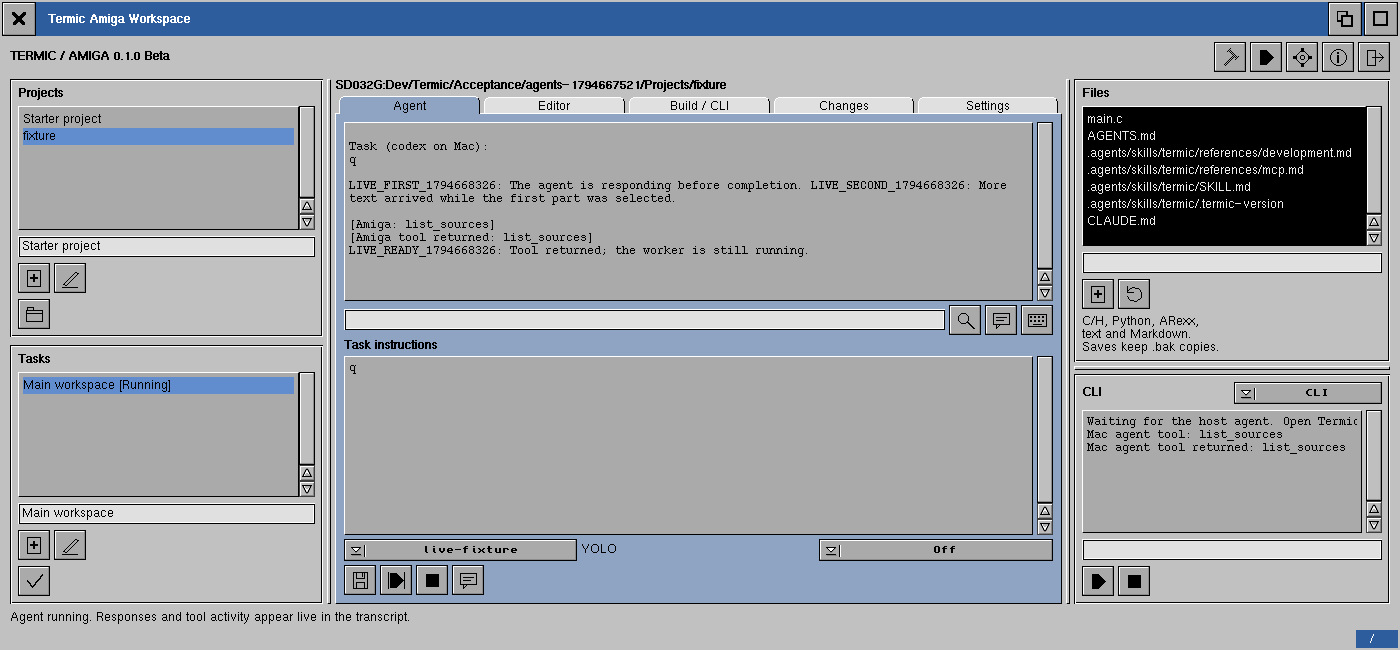 Termic Amiga Workspace
TERMIC / AMIGA 0.1.0 Beta
Projects
Starter project
fixture
Starter project
Tasks
Main workspace [Running]
Main workspace
SD032G:Dev/Termic/Acceptance/agents-1794667521/Projects/fixture
Agent
Editor
Build / CLI
Changes
Settings
Task (codex on Mac):
q
LIVE_FIRST_1794668326: The agent is responding before completion. LIVE_SECOND_1794668326: More
text arrived while the first part was selected.
[Amiga: list_sources]
[Amiga tool returned: list_sources]
LIVE_READY_1794668326: Tool returned; the worker is still running.
Task instructions
q
live-fixture
YOLO
Off
Files
main.c
AGENTS.md
.agents/skills/termic/references/development.md
.agents/skills/termic/references/mcp.md
.agents/skills/termic/SKILL.md
.agents/skills/termic/.termic-version
CLAUDE.md
C/H, Python, ARexx,
text and Markdown.
Saves keep .bak copies.
CLI
CLI
Waiting for the host agent. Open Termic
Mac agent tool: list_sources
Mac agent tool returned: list_sources
Agent running. Responses and tool activity appear live in the transcript.
/